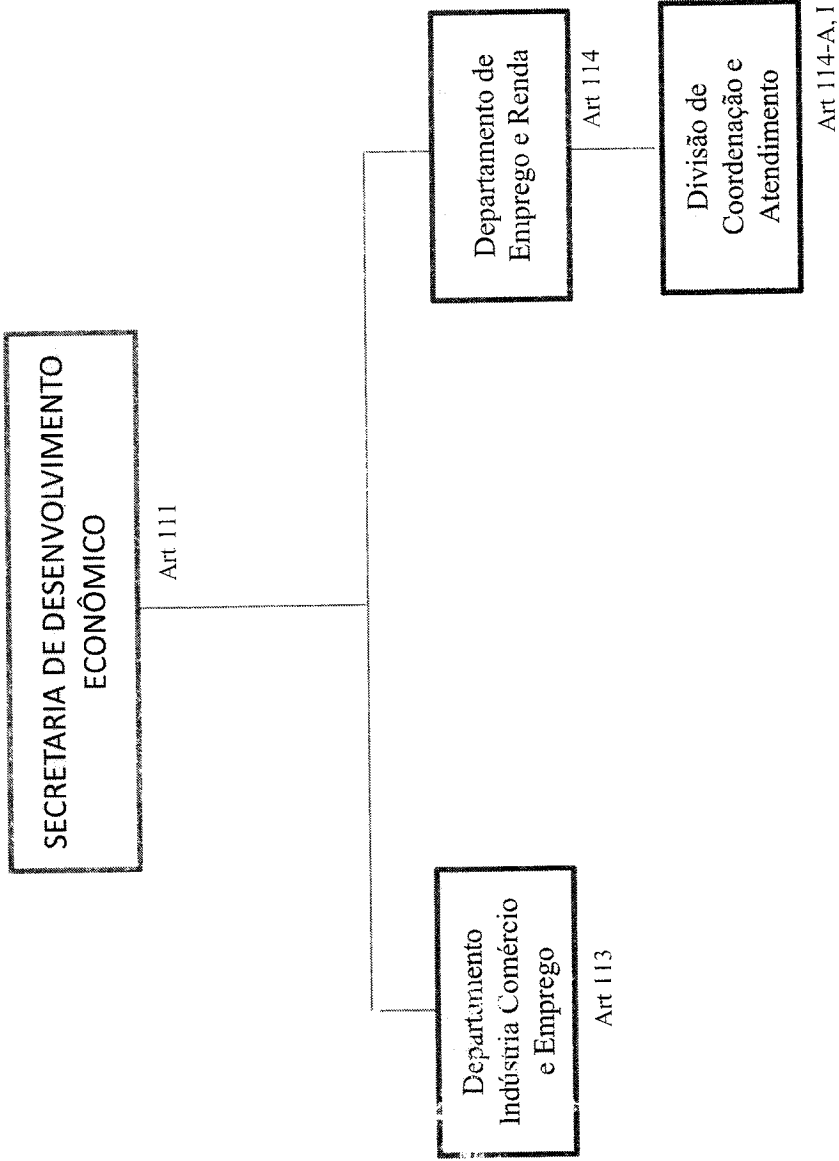 SECRETARIA DE DESENVOLVIMENTO
ECONÔMICO
Art 111
Departamento
Indústria Comércio
e Emprego
Art 113
Departamento de
Emprego e Renda
Art 114
Divisão de
Coordenação e
Atendimento
Art 114-A, I